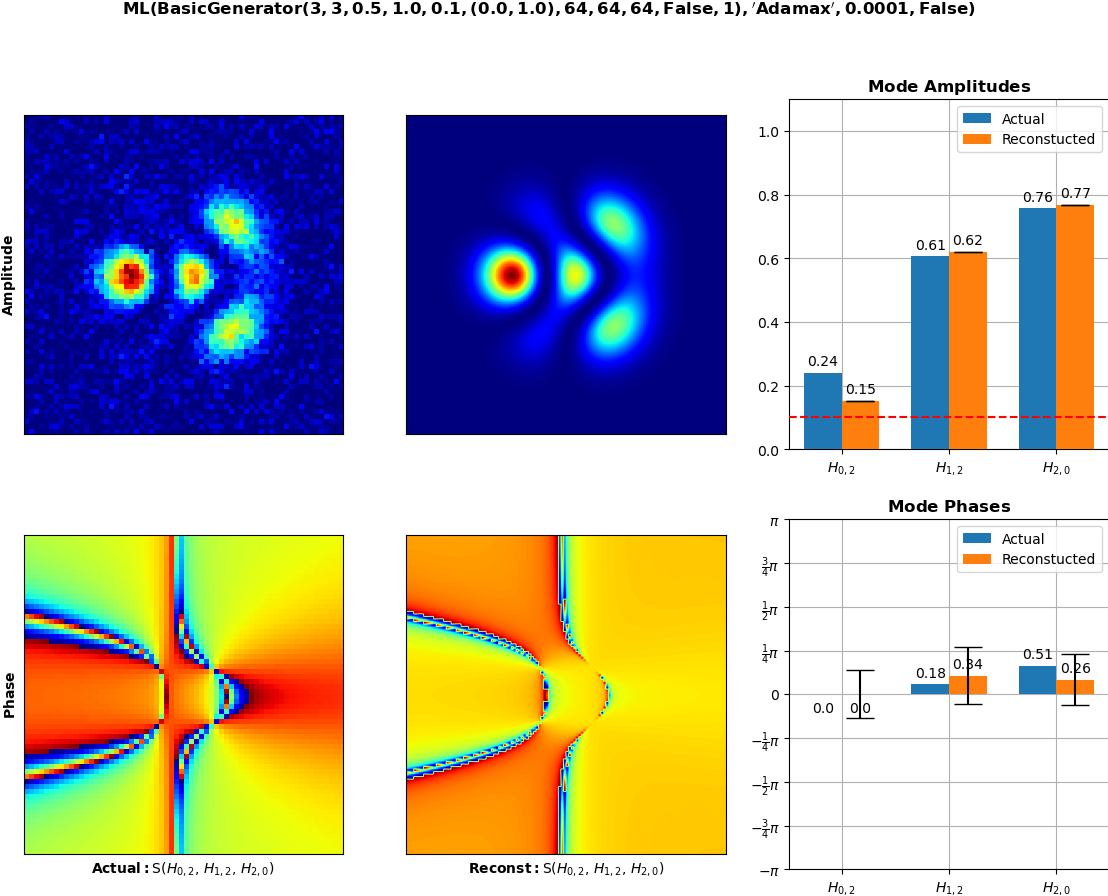 ML(BasicGenerator(3, 3, 0.5, 1.0, 0.1, (0.0, 1.0), 64, 64, 64, False, 1), ′Adamax′, 0.0001, False)
Amplitude
Mode Amplitudes
Actual
Reconstucted
1.0
0.8
0.6
0.4
0.2
0.0
0.24
0.15
0.61
0.62
0.76
0.77
H0,2
H1,2
H2,0
Phase
Actual: S(H0,2, H1,2, H2,0)
Reconst: S(H0,2, H1,2, H2,0)
Mode Phases
Actual
Reconstucted
π
3/4π
1/2π
1/4π
0
−1/4π
−1/2π
−3/4π
−π
0.0
0.0
0.18
0.34
0.51
0.26
H0,2
H1,2
H2,0